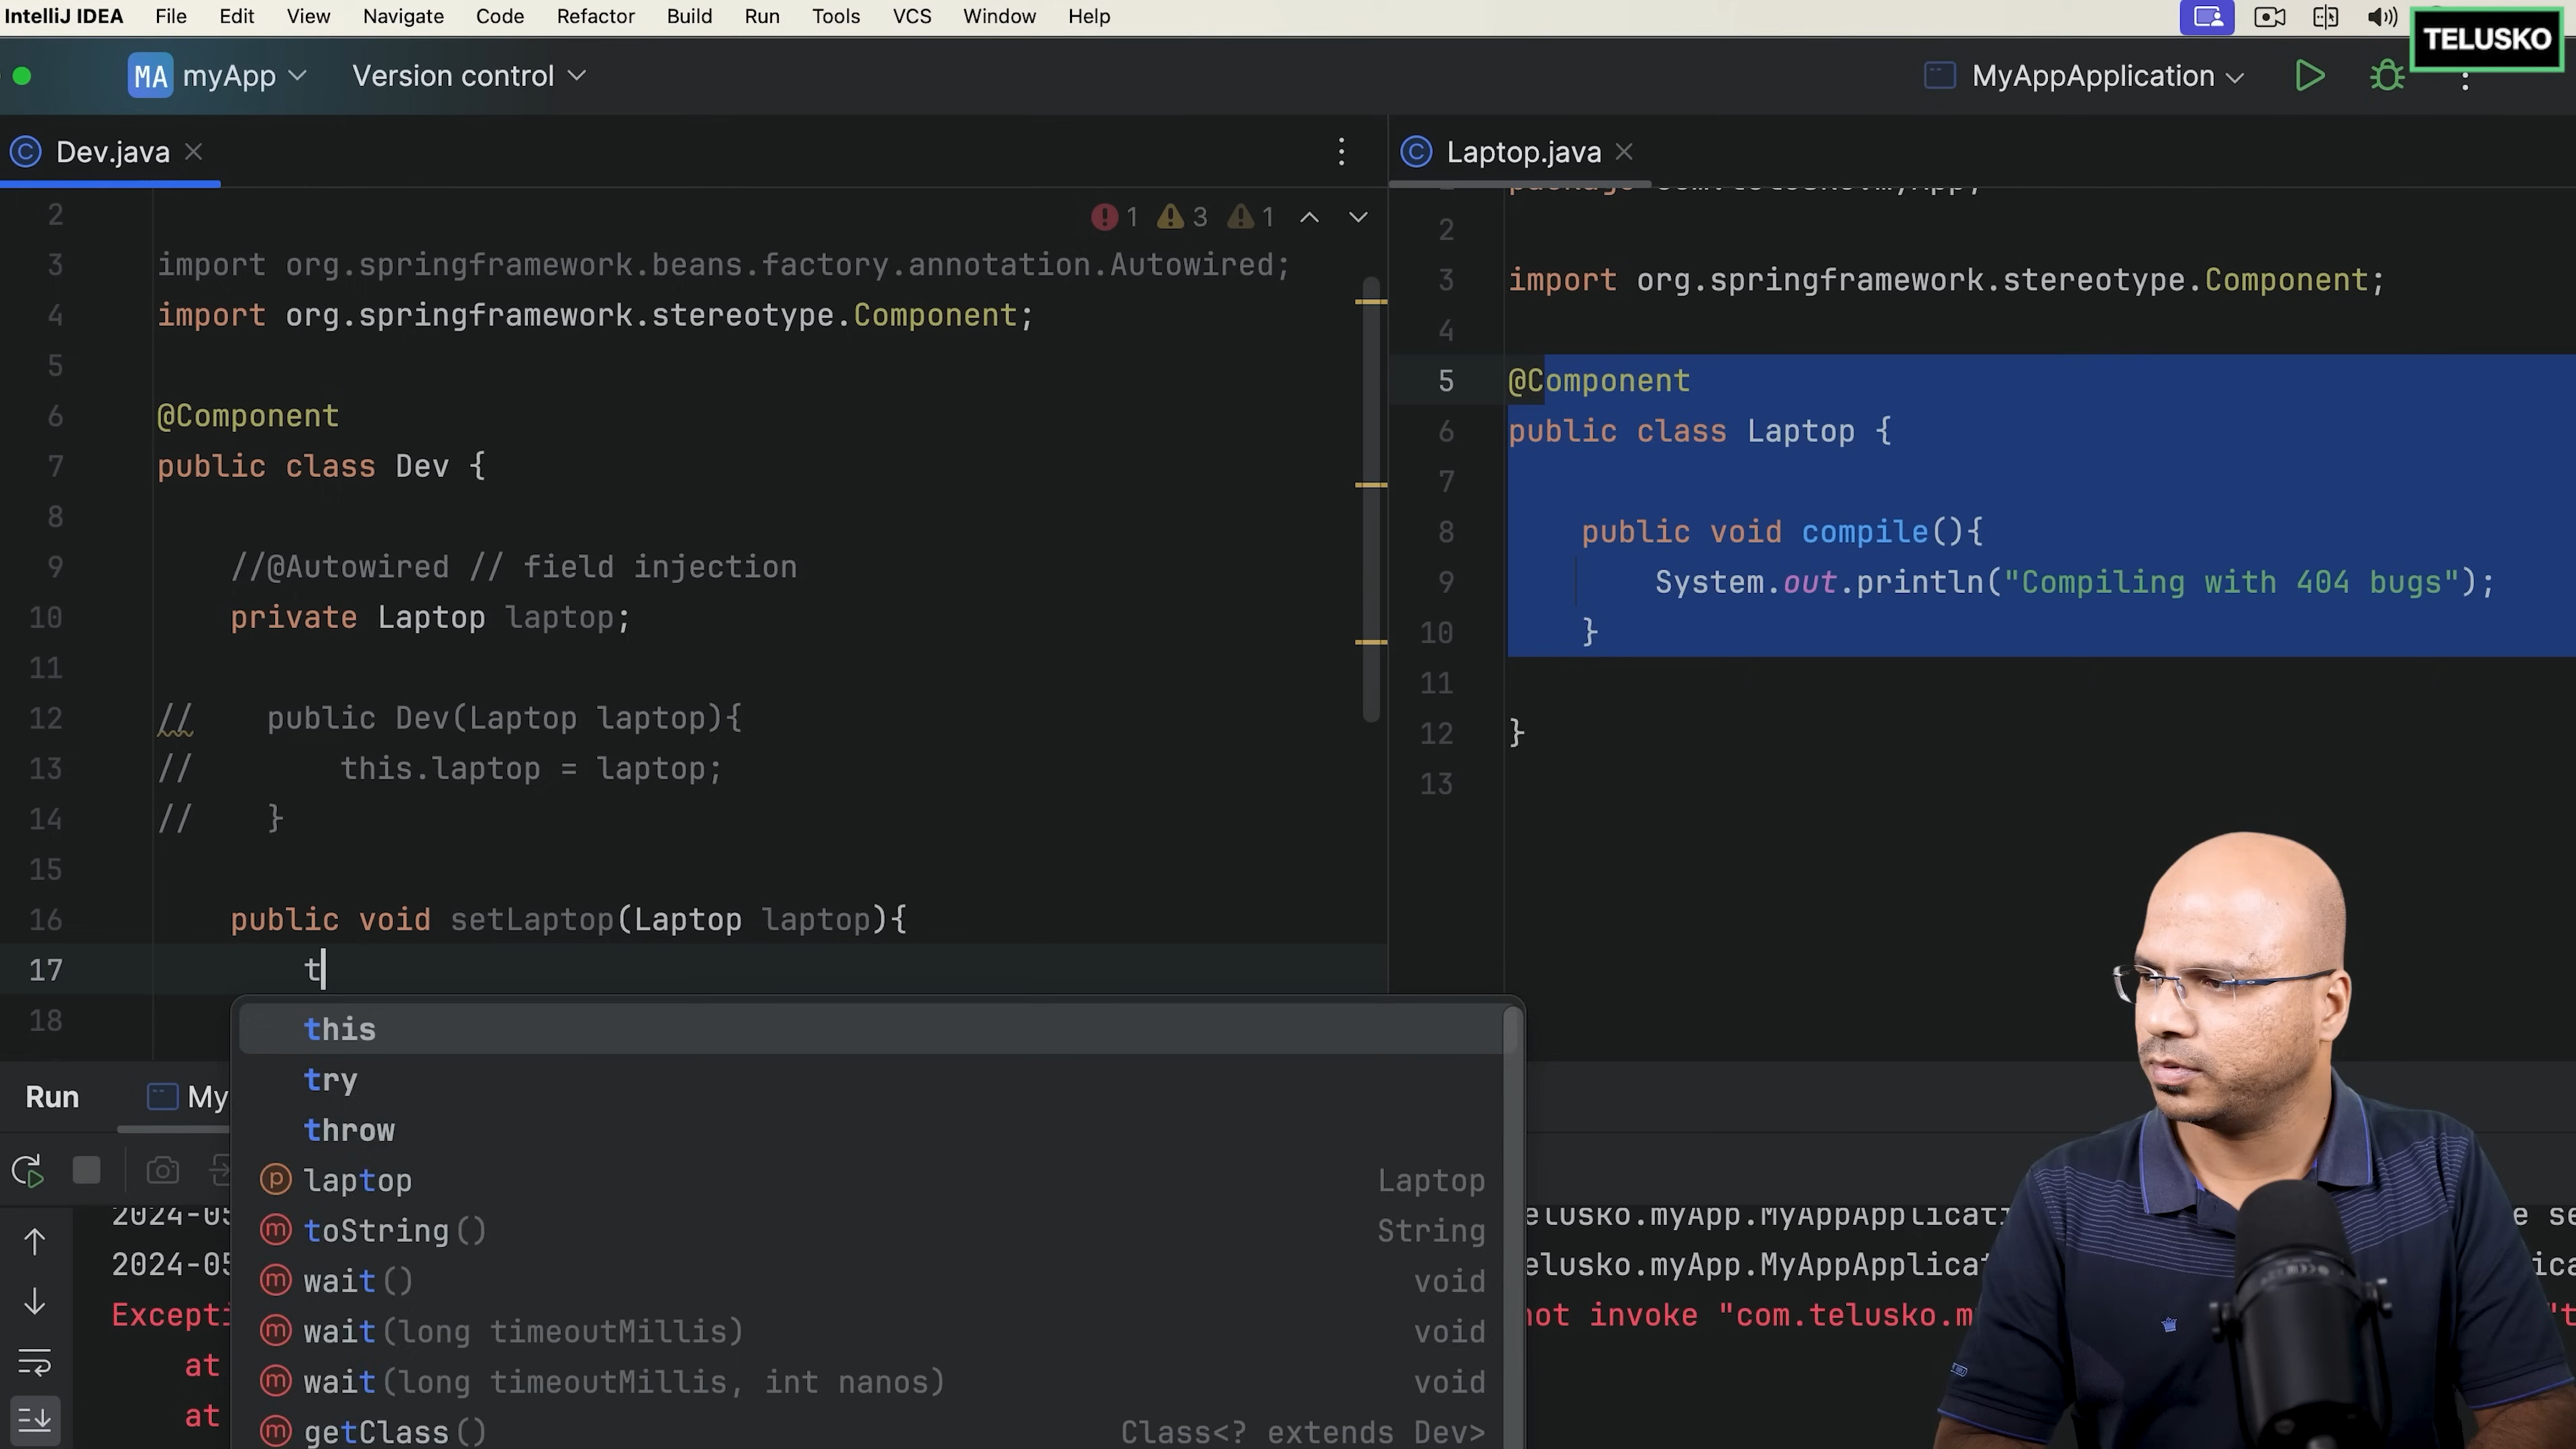 IntelliJ IDEA File Edit View Navigate Code Refactor Build Run Tools VCS Window Help
TELUSKO
MA myApp Version control MyAppApplication
Dev.java
1 3 1
2
3 import org.springframework.beans.factory.annotation.Autowired;
4 import org.springframework.stereotype.Component;
5
6 @Component
7 public class Dev {
8
9 //@Autowired // field injection
10 private Laptop laptop;
11
12 // public Dev(Laptop laptop){
13 // this.laptop = laptop;
14 // }
15
16 public void setLaptop(Laptop laptop){
17 t
18
Laptop.java
2
3 import org.springframework.stereotype.Component;
4
5 @Component
6 public class Laptop {
7
8 public void compile(){
9 System.out.println("Compiling with 404 bugs");
10 }
11
12 }
13
this
try
throw
p laptop Laptop
m toString() String
m wait() void
m wait(long timeoutMillis) void
m wait(long timeoutMillis, int nanos) void
m getClass() Class<? extends Dev>
Run My
2024-05 elusko.myApp.MyAppApplicati e se
2024-05 elusko.myApp.MyAppApplica ica
Excepti not invoke "com.telusko.m "t
at
at